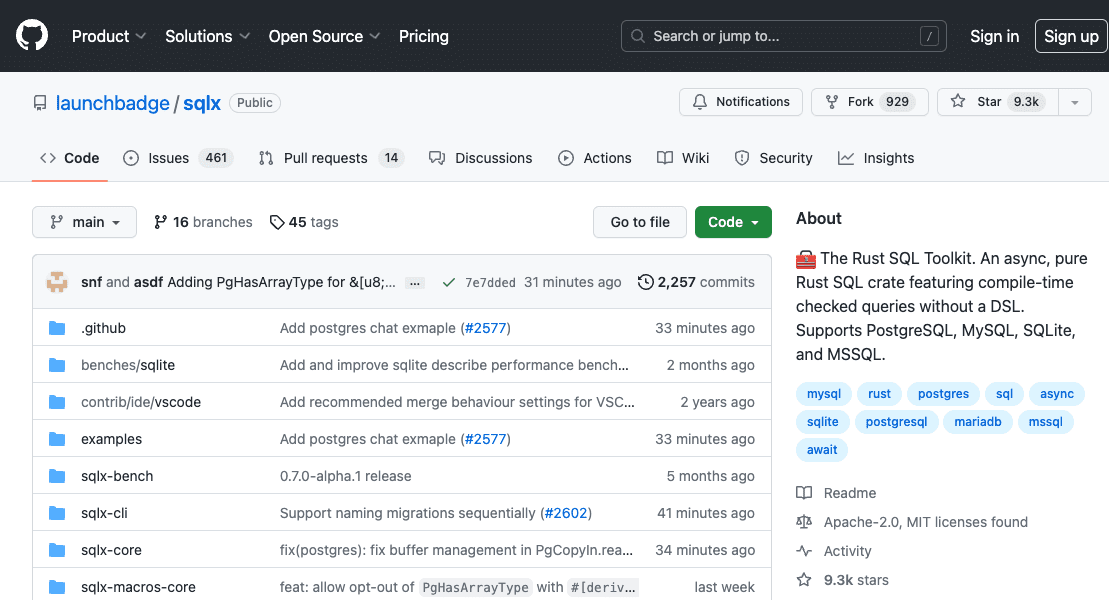 Product Solutions Open Source Pricing Search or jump to... / Sign in Sign up
launchbadge / sqlx Public Notifications Fork 929 Star 9.3k
Code Issues 461 Pull requests 14 Discussions Actions Wiki Security Insights
main 16 branches 45 tags Go to file Code
snf and asdf Adding PgHasArrayType for &[u8;... ... 7e7dded 31 minutes ago 2,257 commits
.github Add postgres chat exmaple (#2577) 33 minutes ago
benches/sqlite Add and improve sqlite describe performance bench... 2 months ago
contrib/ide/vscode Add recommended merge behaviour settings for VSC... 2 years ago
examples Add postgres chat exmaple (#2577) 33 minutes ago
sqlx-bench 0.7.0-alpha.1 release 5 months ago
sqlx-cli Support naming migrations sequentially (#2602) 41 minutes ago
sqlx-core fix(postgres): fix buffer management in PgCopyIn.rea... 34 minutes ago
sqlx-macros-core feat: allow opt-out of PgHasArrayType with #[deriv... last week
About
The Rust SQL Toolkit. An async, pure
Rust SQL crate featuring compile-time
checked queries without a DSL.
Supports PostgreSQL, MySQL, SQLite,
and MSSQL.
mysql rust postgres sql async
sqlite postgresql mariadb mssql
await
Readme
Apache-2.0, MIT licenses found
Activity
9.3k stars